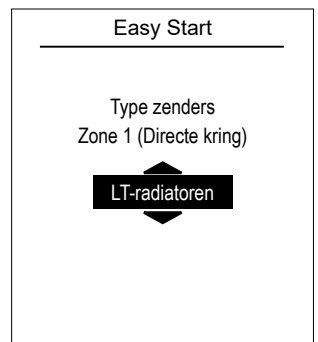 Easy Start
Type zenders
Zone 1 (Directe kring)
LT-radiatoren